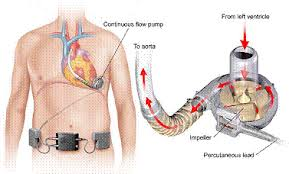 Continuous flow pump
From left ventricle
To aorta
Impeller
Percutaneous lead